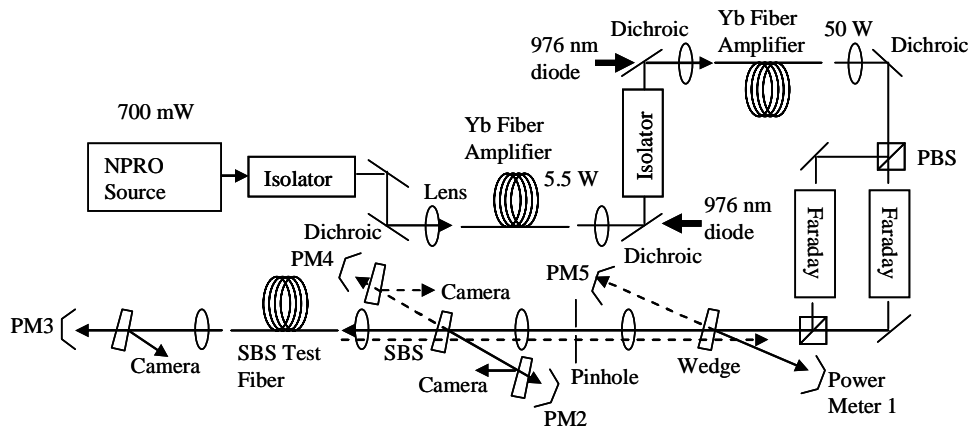 Dichroic
Yb Fiber
Amplifier
50 W
Dichroic
976 nm
diode
700 mW
Yb Fiber
Amplifier
Isolator
PBS
NPRO
Source
Isolator
Lens
5.5 W
976 nm
diode
Faraday
Faraday
Dichroic
Dichroic
PM4
PM5
Camera
PM3
SBS Test
Fiber
SBS
Camera
Camera
PM2
Pinhole
Wedge
Power
Meter 1